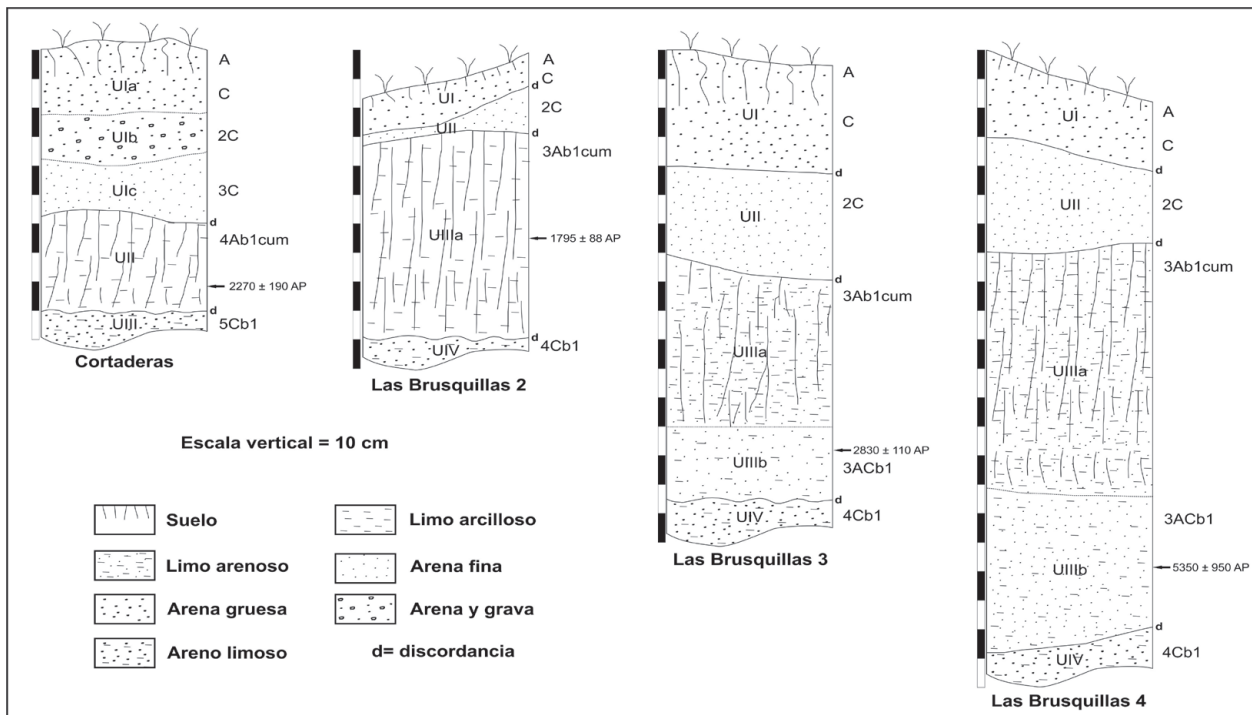 UIa
UIb
UIc
UII
UIII
A
C
2C
3C
d
4Ab1cum
2270 ± 190 AP
d
5Cb1
Cortaderas
UI
UII
UIIIa
UIV
A
C
d
2C
d
3Ab1cum
1795 ± 88 AP
d
4Cb1
Las Brusquillas 2
UI
UII
UIIIa
UIIIb
UIV
A
C
d
2C
d
3Ab1cum
2830 ± 110 AP
3ACb1
d
4Cb1
Las Brusquillas 3
UI
UII
UIIIa
UIIIb
UIV
A
C
d
2C
d
3Ab1cum
3ACb1
5350 ± 950 AP
d
4Cb1
Las Brusquillas 4
Escala vertical = 10 cm
Suelo
Limo arenoso
Arena gruesa
Areno limoso
Limo arcilloso
Arena fina
Arena y grava
d= discordancia